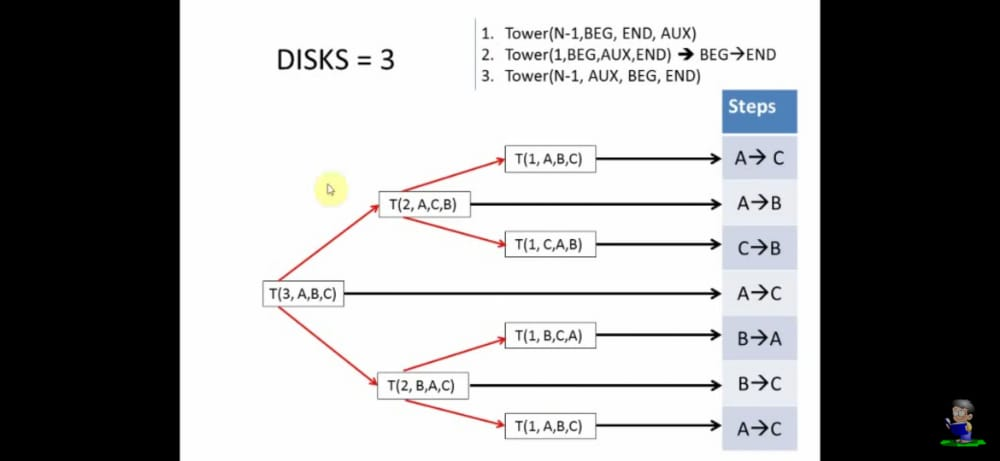 DISKS = 3
1. Tower(N-1,BEG, END, AUX)
2. Tower(1,BEG,AUX,END) → BEG→END
3. Tower(N-1, AUX, BEG, END)
Steps
T(1, A,B,C)
A→ C
T(2, A,C,B)
A→B
T(1, C,A,B)
C→B
T(3, A,B,C)
A→C
T(1, B,C,A)
B→A
T(2, B,A,C)
B→C
T(1, A,B,C)
A→C